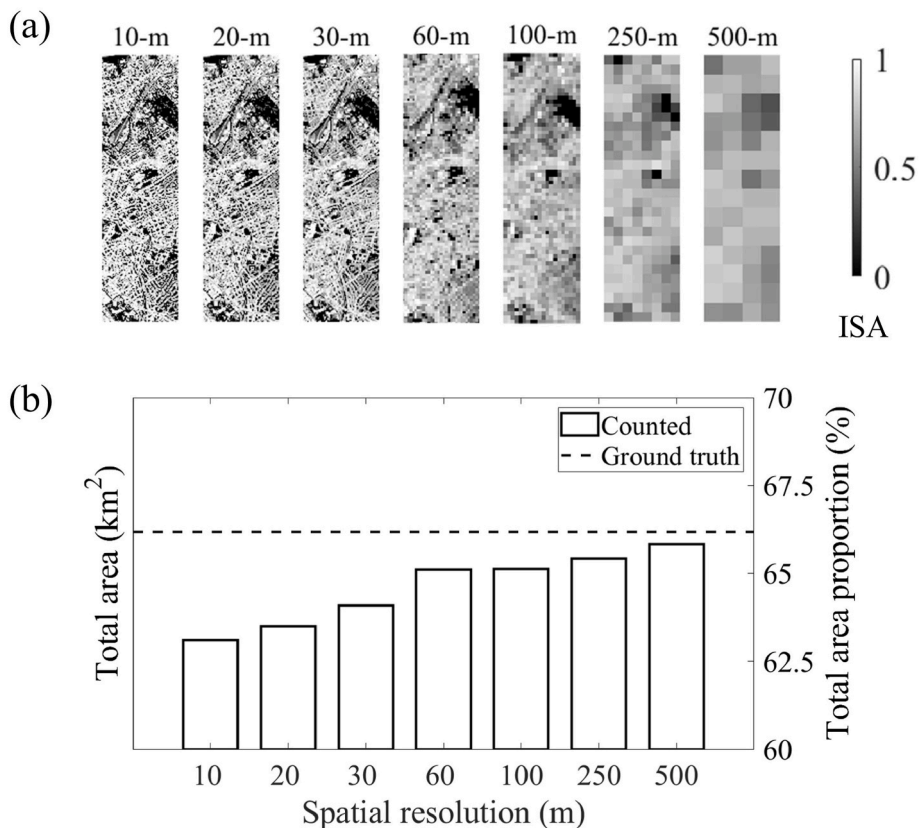 (a)
10-m 20-m 30-m 60-m 100-m 250-m 500-m
1
0.5
0
ISA
(b)
70
Counted
Ground truth
67.5
65
62.5
60
Total area (km²)
Total area proportion (%)
10 20 30 60 100 250 500
Spatial resolution (m)